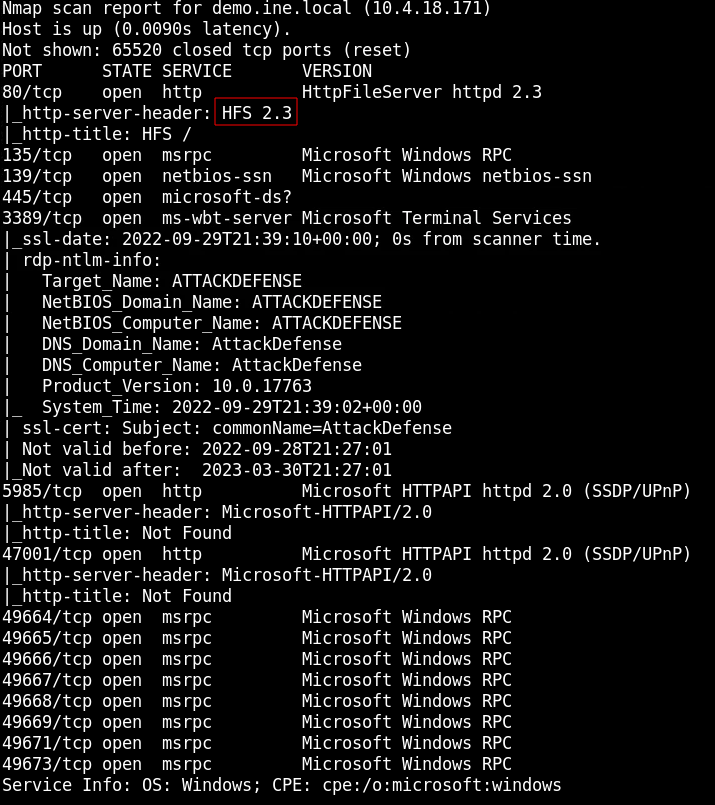 Nmap scan report for demo.ine.local (10.4.18.171)
Host is up (0.0090s latency).
Not shown: 65520 closed tcp ports (reset)
PORT      STATE SERVICE       VERSION
80/tcp    open  http          HttpFileServer httpd 2.3
|_http-server-header: HFS 2.3
|_http-title: HFS /
135/tcp   open  msrpc         Microsoft Windows RPC
139/tcp   open  netbios-ssn   Microsoft Windows netbios-ssn
445/tcp   open  microsoft-ds?
3389/tcp  open  ms-wbt-server Microsoft Terminal Services
|_ssl-date: 2022-09-29T21:39:10+00:00; 0s from scanner time.
| rdp-ntlm-info:
|   Target_Name: ATTACKDEFENSE
|   NetBIOS_Domain_Name: ATTACKDEFENSE
|   NetBIOS_Computer_Name: ATTACKDEFENSE
|   DNS_Domain_Name: AttackDefense
|   DNS_Computer_Name: AttackDefense
|   Product_Version: 10.0.17763
|_  System_Time: 2022-09-29T21:39:02+00:00
| ssl-cert: Subject: commonName=AttackDefense
| Not valid before: 2022-09-28T21:27:01
|_Not valid after:  2023-03-30T21:27:01
5985/tcp  open  http          Microsoft HTTPAPI httpd 2.0 (SSDP/UPnP)
|_http-server-header: Microsoft-HTTPAPI/2.0
|_http-title: Not Found
47001/tcp open  http          Microsoft HTTPAPI httpd 2.0 (SSDP/UPnP)
|_http-server-header: Microsoft-HTTPAPI/2.0
|_http-title: Not Found
49664/tcp open  msrpc         Microsoft Windows RPC
49665/tcp open  msrpc         Microsoft Windows RPC
49666/tcp open  msrpc         Microsoft Windows RPC
49667/tcp open  msrpc         Microsoft Windows RPC
49668/tcp open  msrpc         Microsoft Windows RPC
49669/tcp open  msrpc         Microsoft Windows RPC
49671/tcp open  msrpc         Microsoft Windows RPC
49673/tcp open  msrpc         Microsoft Windows RPC
Service Info: OS: Windows; CPE: cpe:/o:microsoft:windows